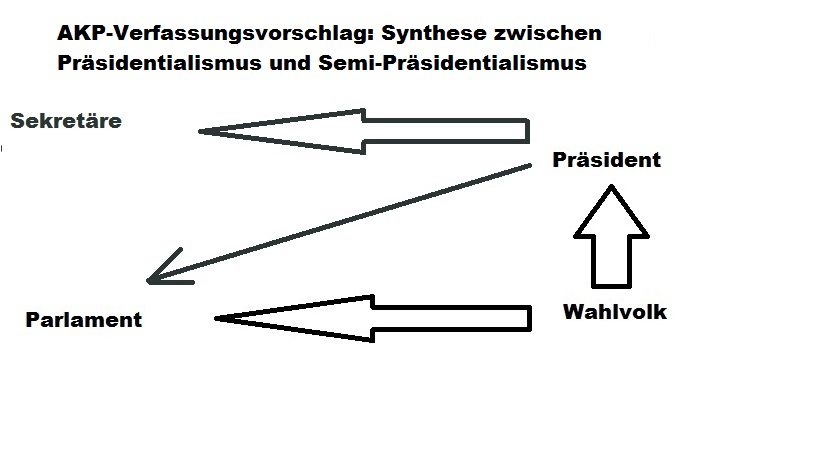 AKP-Verfassungsvorschlag: Synthese zwischen
Präsidentialismus und Semi-Präsidentialismus
Sekretäre
Präsident
Wahlvolk
Parlament